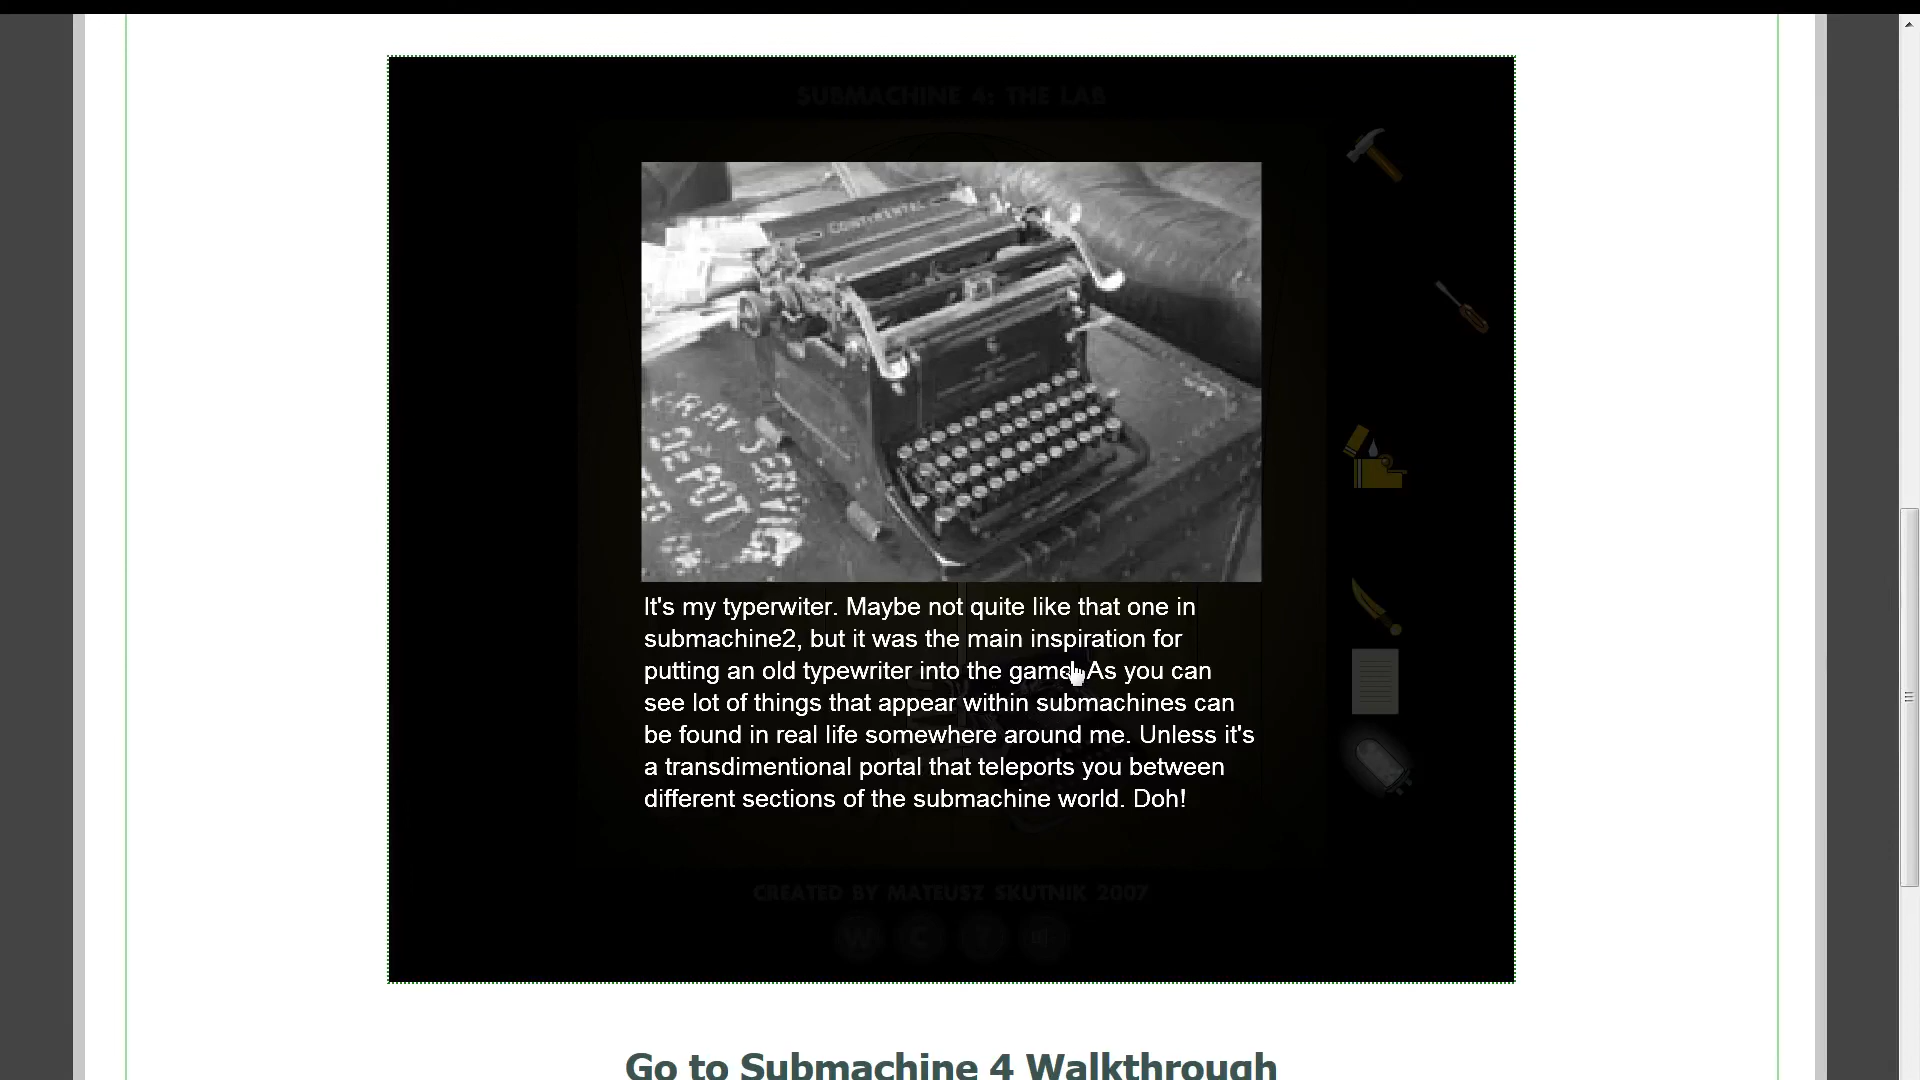 SUBMACHINE 4: THE LAB
CONTINENTAL
DEPOT
It's my typerwiter. Maybe not quite like that one in
submachine2, but it was the main inspiration for
putting an old typewriter into the game! As you can
see lot of things that appear within submachines can
be found in real life somewhere around me. Unless it's
a transdimentional portal that teleports you between
different sections of the submachine world. Doh!
CREATED BY MATEUSZ SKUTNIK 2007
W C
Go to Submachine 4 Walkthrough